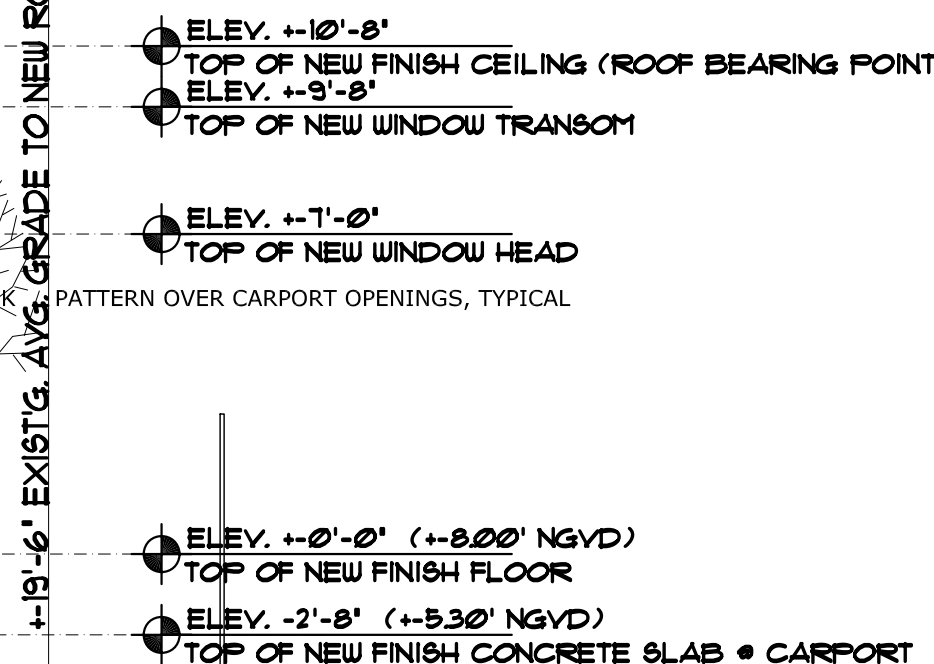 ELEV. +-10'-8"
TOP OF NEW FINISH CEILING (ROOF BEARING POINT
ELEV. +-9'-8"
TOP OF NEW WINDOW TRANSOM
ELEV. +-7'-0"
TOP OF NEW WINDOW HEAD
K / PATTERN OVER CARPORT OPENINGS, TYPICAL
ELEV. +-0'-0" (+-8.00' NGVD)
TOP OF NEW FINISH FLOOR
ELEV. -2'-8" (+-5.30' NGVD)
TOP OF NEW FINISH CONCRETE SLAB @ CARPORT
+-19'-6" EXIST'G. AVG. GRADE TO NEW